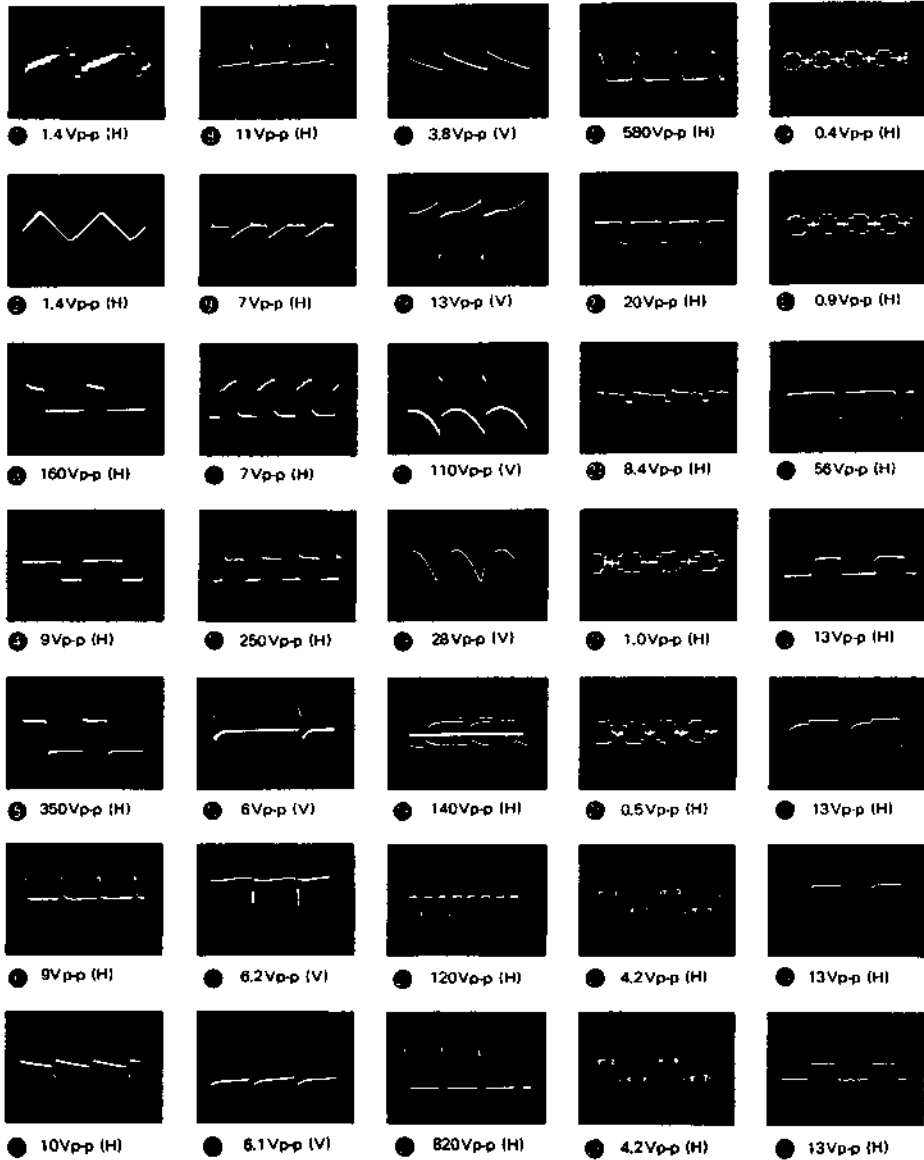 1.4Vp-p (H) 11Vp-p (H) 3.8Vp-p (V) 580Vp-p (H) 0.4Vp-p (H)
1.4Vp-p (H) 7Vp-p (H) 13Vp-p (V) 20Vp-p (H) 0.9Vp-p (H)
160Vp-p (H) 7Vp-p (H) 110Vp-p (V) 8.4Vp-p (H) 56Vp-p (H)
9Vp-p (H) 250Vp-p (H) 28Vp-p (V) 1.0Vp-p (H) 13Vp-p (H)
350Vp-p (H) 6Vp-p (V) 140Vp-p (H) 0.5Vp-p (H) 13Vp-p (H)
9Vp-p (H) 6.2Vp-p (V) 120Vp-p (H) 4.2Vp-p (H) 13Vp-p (H)
10Vp-p (H) 6.1Vp-p (V) 820Vp-p (H) 4.2Vp-p (H) 13Vp-p (H)